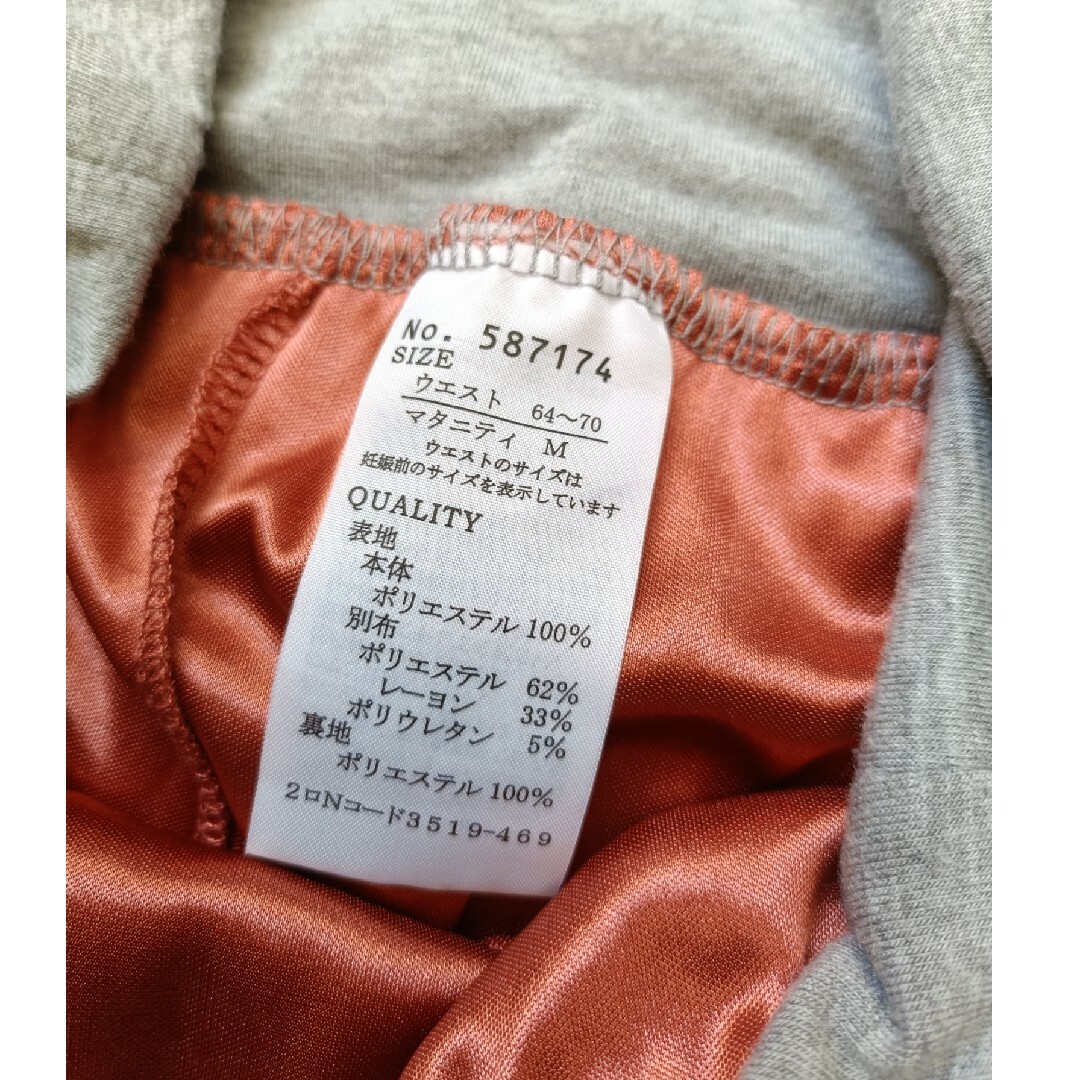 No. 587174
SIZE
ウエスト 64〜70
マタニティ M
ウエストのサイズは
妊娠前のサイズを表示しています
QUALITY
表地
本体
ポリエステル 100%
別布
ポリエステル 62%
レーヨン 33%
ポリウレタン 5%
裏地
ポリエステル 100%
2ロNコード3519-469